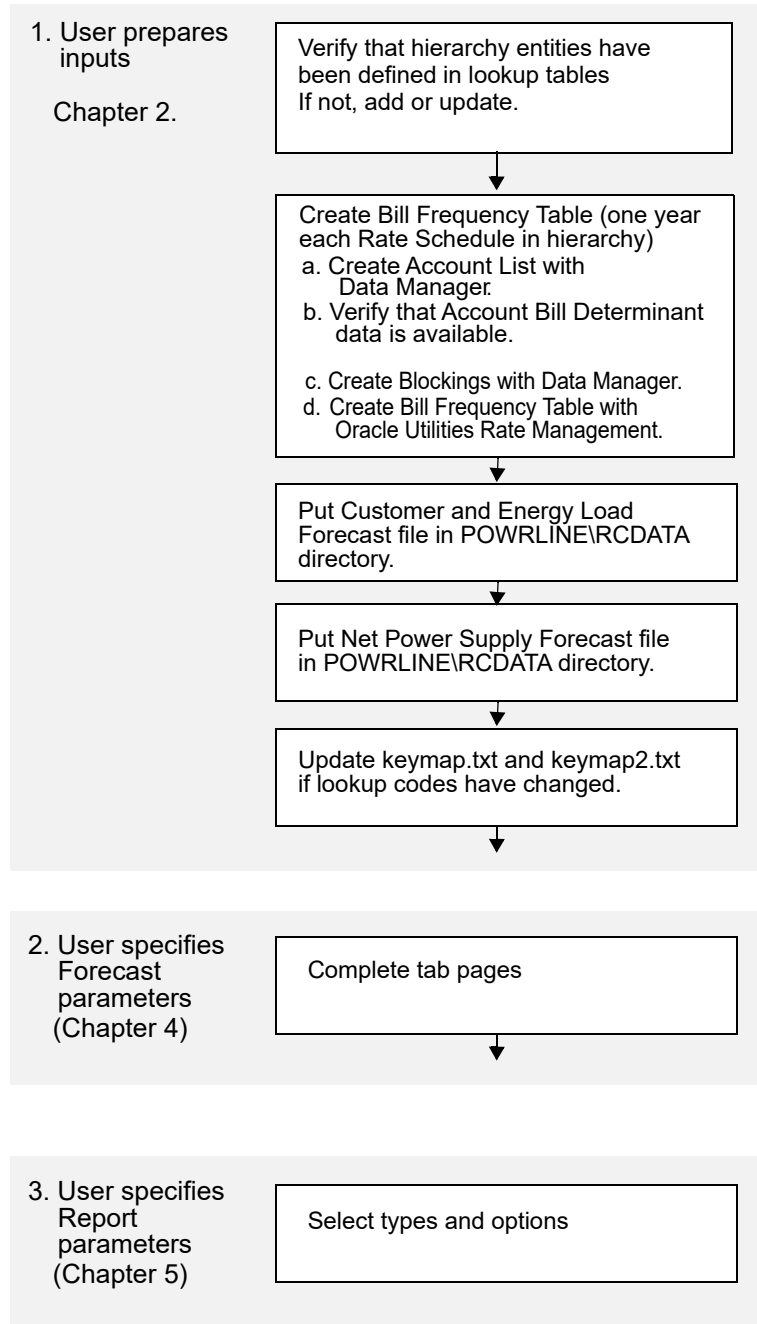 1. User prepares
inputs
Chapter 2.
Verify that hierarchy entities have
been defined in lookup tables
If not, add or update.
Create Bill Frequency Table (one year
each Rate Schedule in hierarchy)
a. Create Account List with
Data Manager.
b. Verify that Account Bill Determinant
data is available.
c. Create Blockings with Data Manager.
d. Create Bill Frequency Table with
Oracle Utilities Rate Management.
Put Customer and Energy Load
Forecast file in POWRLINE\RCDATA
directory.
Put Net Power Supply Forecast file
in POWRLINE\RCDATA directory.
Update keymap.txt and keymap2.txt
if lookup codes have changed.
2. User specifies
Forecast
parameters
(Chapter 4)
Complete tab pages
3. User specifies
Report
parameters
(Chapter 5)
Select types and options